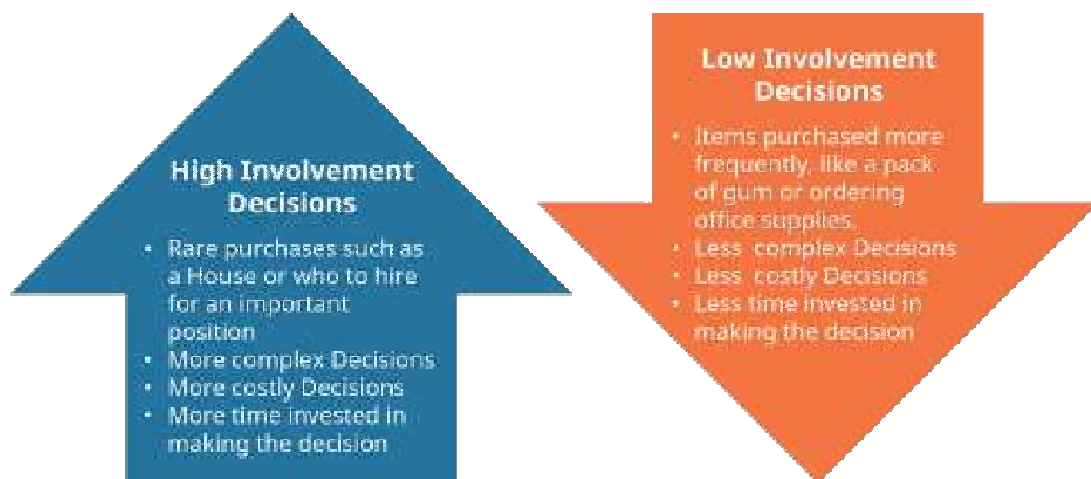 High Involvement
Decisions
• Rare purchases such as
a House or who to hire
for an important
position
• More complex Decisions
• More costly Decisions
• More time invested in
making the decision
Low Involvement
Decisions
• Items purchased more
frequently, like a pack
of gum or ordering
office supplies.
• Less complex Decisions
• Less costly Decisions
• Less time invested in
making the decision